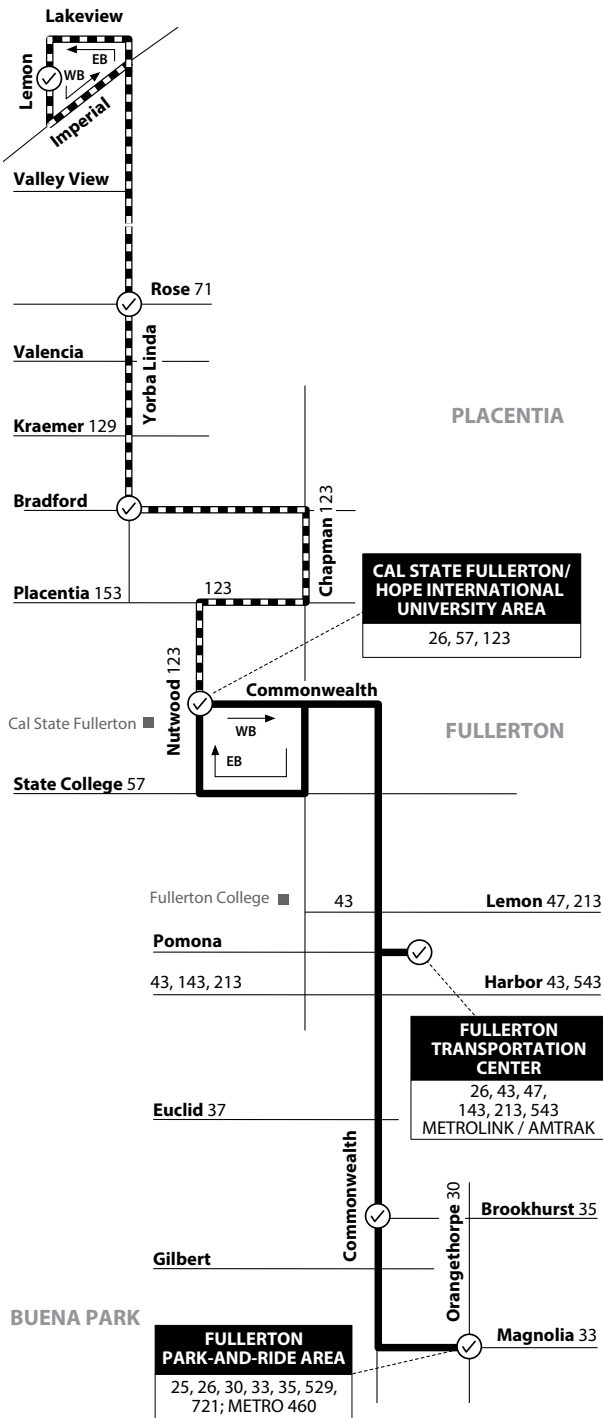 Lakeview
EB
WB
Lemon
Imperial
Valley View
Rose 71
Yorba Linda
Valencia
PLACENTIA
Kraemer 129
Bradford
Chapman 123
CAL STATE FULLERTON/
HOPE INTERNATIONAL
UNIVERSITY AREA
26, 57, 123
Placentia 153
123
Nutwood 123
Commonwealth
Cal State Fullerton
WB
FULLERTON
EB
State College 57
Fullerton College
43
Lemon 47, 213
Pomona
43, 143, 213
Harbor 43, 543
FULLERTON
TRANSPORTATION
CENTER
26, 43, 47,
143, 213, 543
METROLINK / AMTRAK
Euclid 37
Commonwealth
Orangethorpe 30
Brookhurst 35
Gilbert
BUENA PARK
Magnolia 33
FULLERTON
PARK-AND-RIDE AREA
25, 26, 30, 33, 35, 529,
721; METRO 460